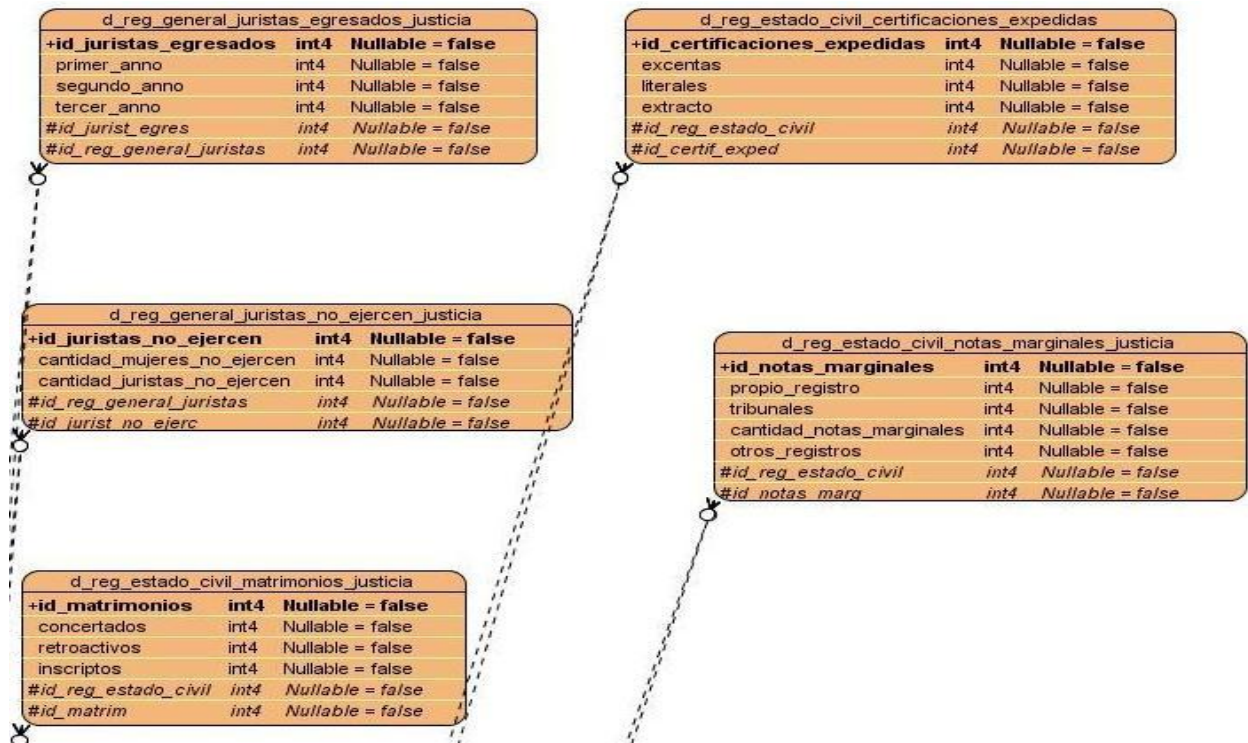 d_reg_general_juristas_egresados_justicia
+id_juristas_egresados int4 Nullable = false
primer_anno int4 Nullable = false
segundo_anno int4 Nullable = false
tercer_anno int4 Nullable = false
#id_jurist_egres int4 Nullable = false
#id_reg_general_juristas int4 Nullable = false
d_reg_estado_civil_certificaciones_expedidas
+id_certificaciones_expedidas int4 Nullable = false
excentas int4 Nullable = false
literales int4 Nullable = false
extracto int4 Nullable = false
#id_reg_estado_civil int4 Nullable = false
#id_certif_exped int4 Nullable = false
d_reg_general_juristas_no_ejercen_justicia
+id_juristas_no_ejercen int4 Nullable = false
cantidad_mujeres_no_ejercen int4 Nullable = false
cantidad_juristas_no_ejercen int4 Nullable = false
#id_reg_general_juristas int4 Nullable = false
#id_jurist_no_ejerc int4 Nullable = false
d_reg_estado_civil_notas_marginales_justicia
+id_notas_marginales int4 Nullable = false
propio_registro int4 Nullable = false
tribunales int4 Nullable = false
cantidad_notas_marginales int4 Nullable = false
otros_registros int4 Nullable = false
#id_reg_estado_civil int4 Nullable = false
#id_notas_marg int4 Nullable = false
d_reg_estado_civil_matrimonios_justicia
+id_matrimonios int4 Nullable = false
concertados int4 Nullable = false
retroactivos int4 Nullable = false
inscriptos int4 Nullable = false
#id_reg_estado_civil int4 Nullable = false
#id_matrim int4 Nullable = false